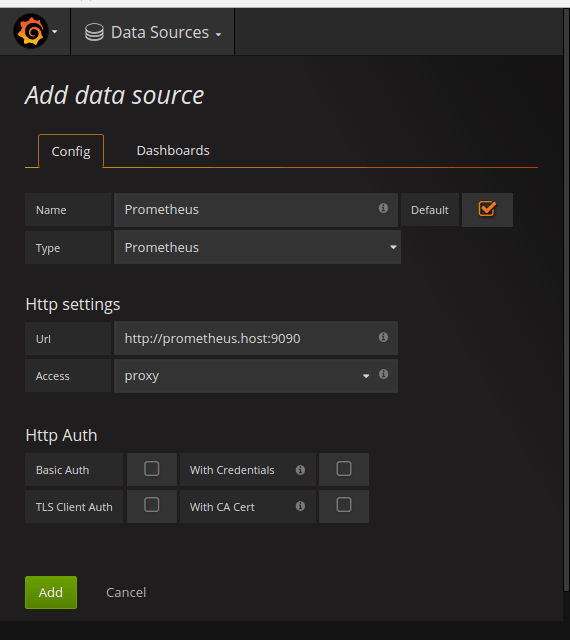 Data Sources
Add data source
Config Dashboards
Name Prometheus Default
Type Prometheus
Http settings
Url http://prometheus.host:9090
Access proxy
Http Auth
Basic Auth With Credentials
TLS Client Auth With CA Cert
Add Cancel